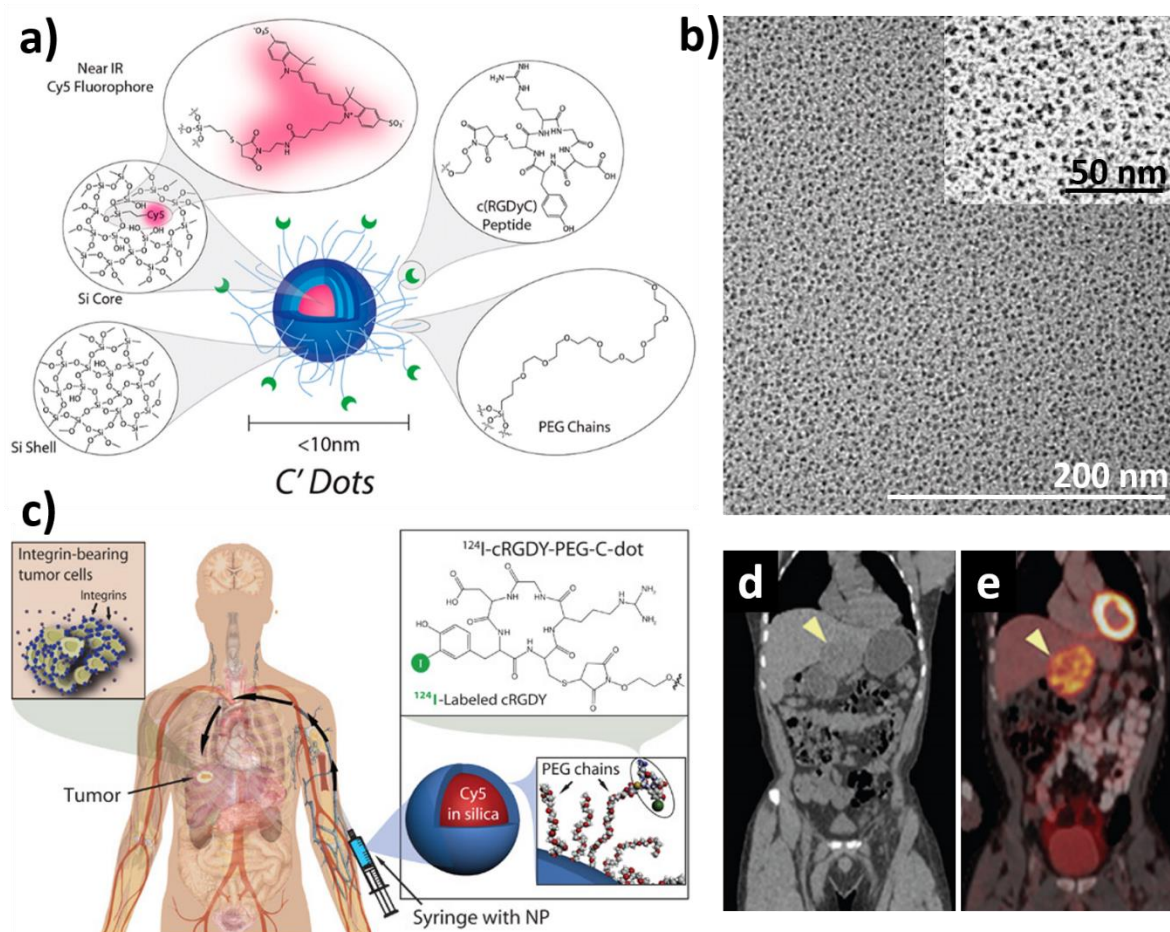 a)
Near IR
Cy5 Fluorophore
Cy5
Si Core
Si Shell
c(RGDyC)
Peptide
PEG Chains
<10nm
C' Dots
b)
50 nm
200 nm
c)
Integrin-bearing
tumor cells
Integrins
Tumor
Syringe with NP
124I-cRGDY-PEG-C-dot
I
124I-Labeled cRGDY
Cy5
in silica
PEG chains
d
e